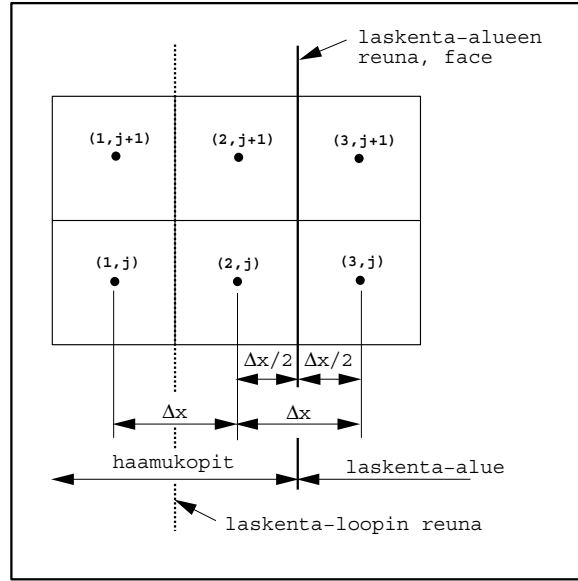 laskenta-alueen
reuna, face
(1,j+1) (2,j+1) (3,j+1)
(1,j) (2,j) (3,j)
Δx/2 Δx/2
Δx Δx
haamukopit laskenta-alue
laskenta-loopin reuna